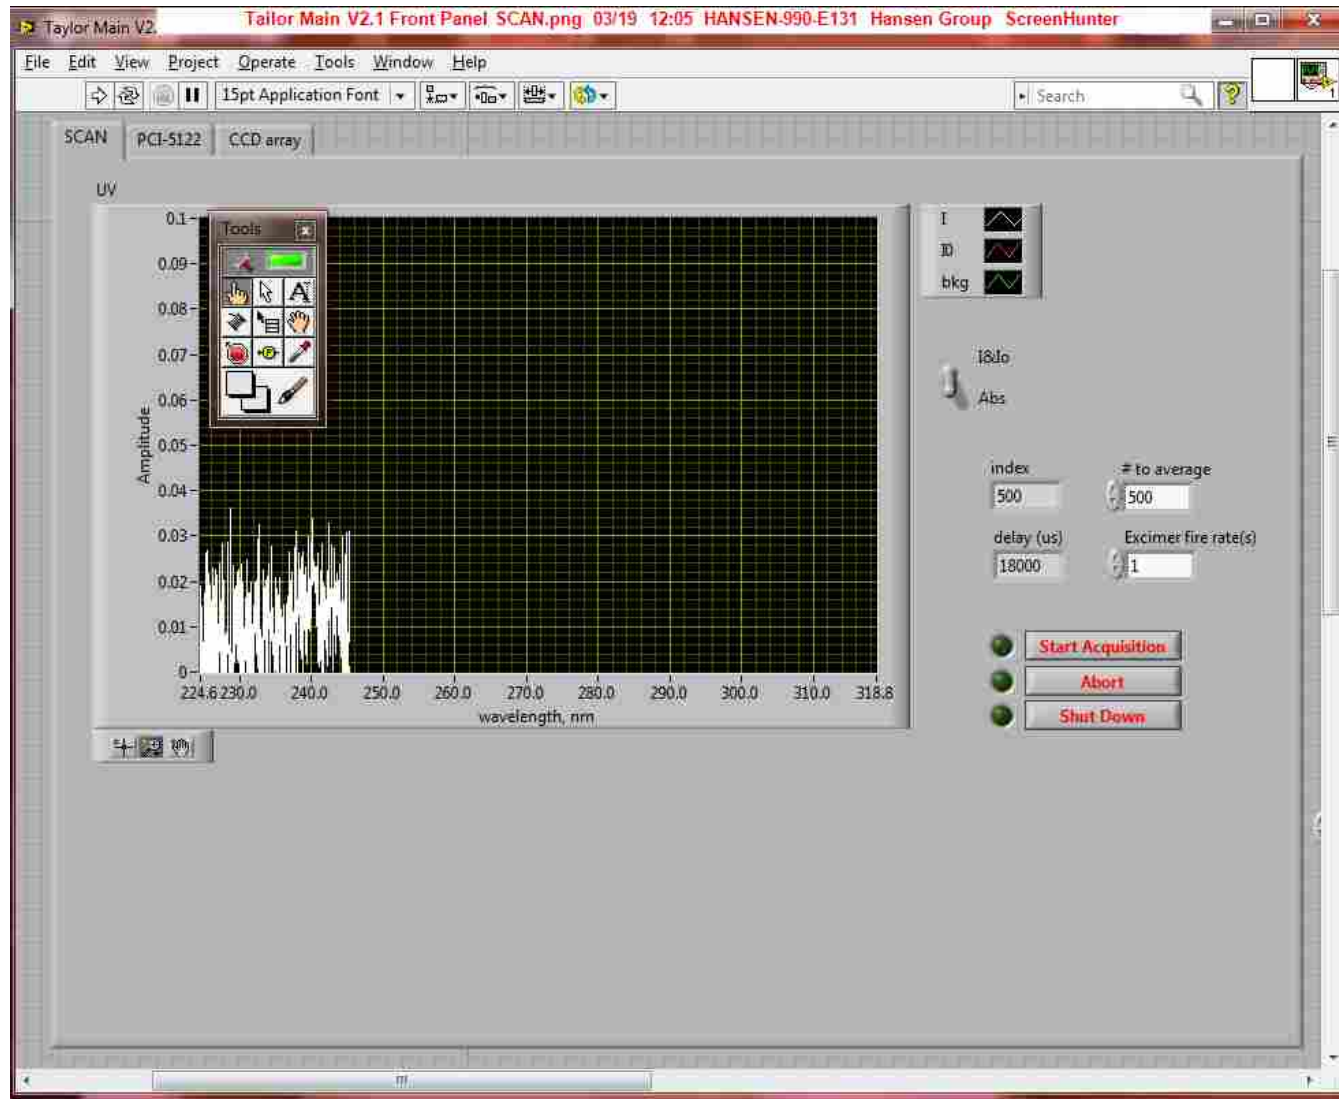 Tailor Main V2.1 Front Panel SCAN.png 03/19 12:05 HANSEN-990-E131 Hansen Group ScreenHunter
Taylor Main V2.
File Edit View Project Operate Tools Window Help
15pt Application Font
Search
SCAN PCI-5122 CCD array
UV
Tools
A
I
I0
bkg
I&Io
Abs
0.1
0.09
0.08
0.07
0.06
0.05
0.04
0.03
0.02
0.01
0
Amplitude
224.6 230.0 240.0 250.0 260.0 270.0 280.0 290.0 300.0 310.0 318.8
wavelength, nm
index # to average
500 500
delay (us) Excimer fire rate(s)
18000 1
Start Acquisition
Abort
Shut Down